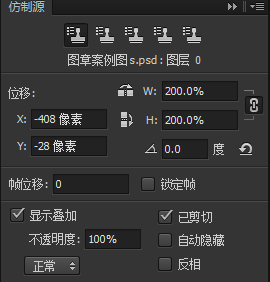 仿制源
图章案例图s.psd : 图层 0
位移: W: 200.0%
X: -408 像素 H: 200.0%
Y: -28 像素 0.0 度
帧位移: 0 锁定帧
显示叠加 已剪切
不透明度: 100% 自动隐藏
正常 反相